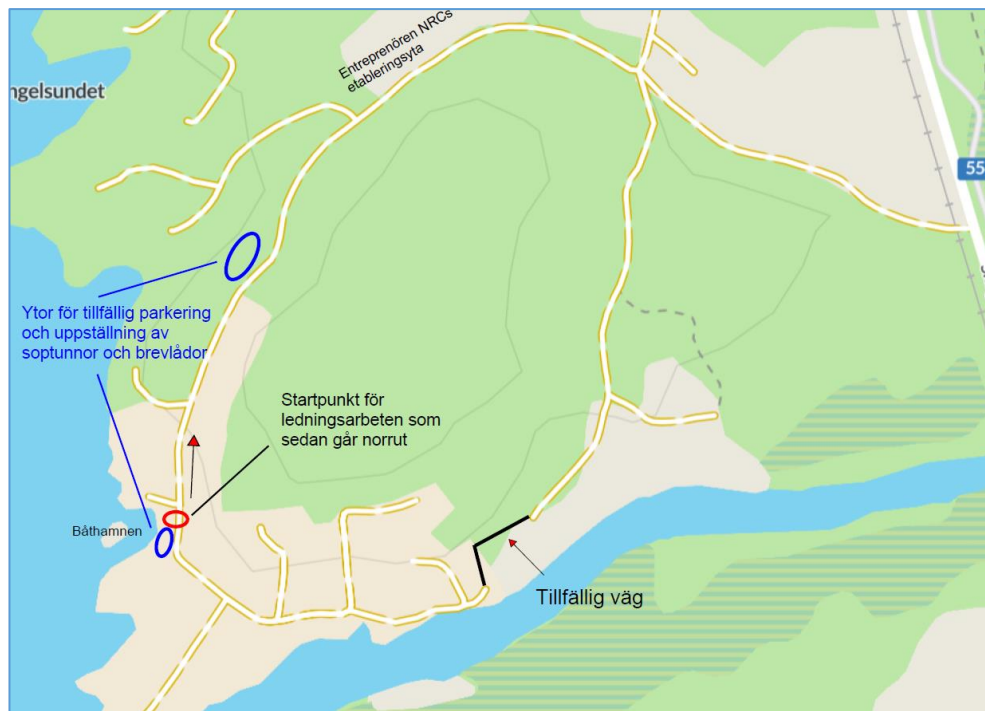 Entreprenören NRCs
etableringsyta
ngelsundet
55
Ytor för tillfällig parkering
och uppställning av
soptunnor och brevlådor
Startpunkt för
ledningsarbeten som
sedan går norrut
Båthamnen
Tillfällig väg